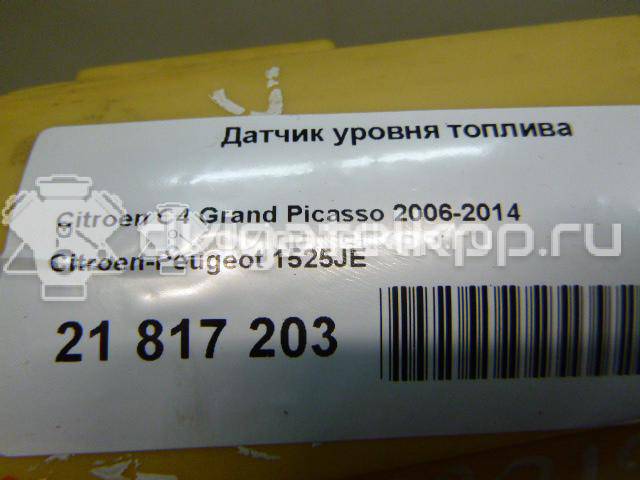 Датчик уровня топлива
Citroen C4 Grand Picasso 2006-2014
Citroen-Peugeot 1525JE
21 817 203